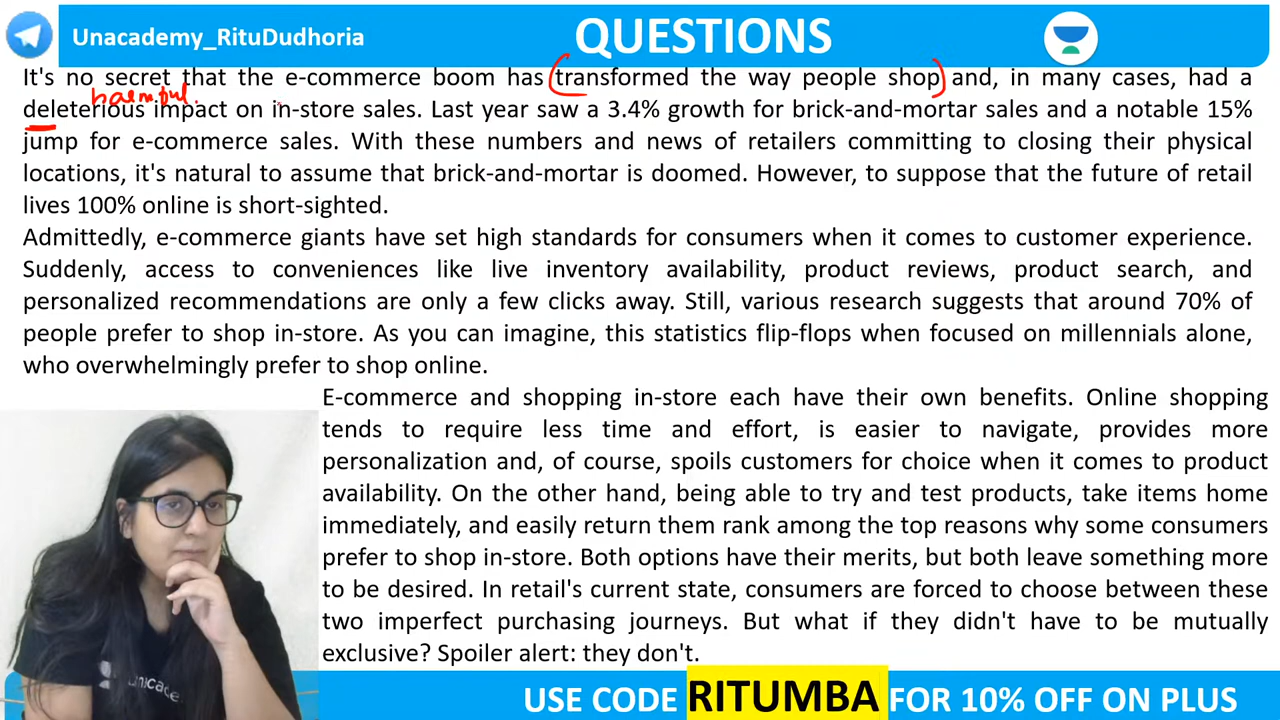 Unacademy_RituDudhoria
QUESTIONS
It's no secret that the e-commerce boom has transformed the way people shop and, in many cases, had a
harmful.
deleterious impact on in-store sales. Last year saw a 3.4% growth for brick-and-mortar sales and a notable 15%
jump for e-commerce sales. With these numbers and news of retailers committing to closing their physical
locations, it's natural to assume that brick-and-mortar is doomed. However, to suppose that the future of retail
lives 100% online is short-sighted.
Admittedly, e-commerce giants have set high standards for consumers when it comes to customer experience.
Suddenly, access to conveniences like live inventory availability, product reviews, product search, and
personalized recommendations are only a few clicks away. Still, various research suggests that around 70% of
people prefer to shop in-store. As you can imagine, this statistics flip-flops when focused on millennials alone,
who overwhelmingly prefer to shop online.
E-commerce and shopping in-store each have their own benefits. Online shopping
tends to require less time and effort, is easier to navigate, provides more
personalization and, of course, spoils customers for choice when it comes to product
availability. On the other hand, being able to try and test products, take items home
immediately, and easily return them rank among the top reasons why some consumers
prefer to shop in-store. Both options have their merits, but both leave something more
to be desired. In retail's current state, consumers are forced to choose between these
two imperfect purchasing journeys. But what if they didn't have to be mutually
exclusive? Spoiler alert: they don't.
USE CODE RITUMBA FOR 10% OFF ON PLUS